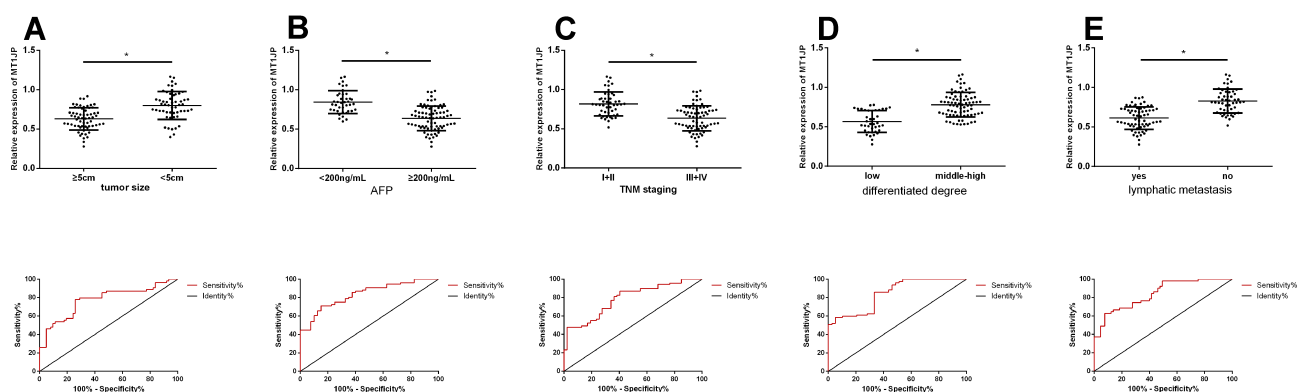 A
Relative expression of MT1JP
1.5
1.0
0.5
0.0
*
≥5cm <5cm
tumor size
B
Relative expression of MT1JP
1.5
1.0
0.5
0.0
*
<200ng/mL ≥200ng/mL
AFP
C
Relative expression of MT1JP
1.5
1.0
0.5
0.0
*
I+II III+IV
TNM staging
D
Relative expression of MT1JP
1.5
1.0
0.5
0.0
*
low middle-high
differentiated degree
E
Relative expression of MT1JP
1.5
1.0
0.5
0.0
*
yes no
lymphatic metastasis
Sensitivity%
100
80
60
40
20
0
0 20 40 60 80 100
100% - Specificity%
Sensitivity%
Identity%
Sensitivity%
100
80
60
40
20
0
0 20 40 60 80 100
100% - Specificity%
Sensitivity%
Identity%
Sensitivity%
100
80
60
40
20
0
0 20 40 60 80 100
100% - Specificity%
Sensitivity%
Identity%
Sensitivity%
100
80
60
40
20
0
0 20 40 60 80 100
100% - Specificity%
Sensitivity%
Identity%
Sensitivity%
100
80
60
40
20
0
0 20 40 60 80 100
100% - Specificity%
Sensitivity%
Identity%